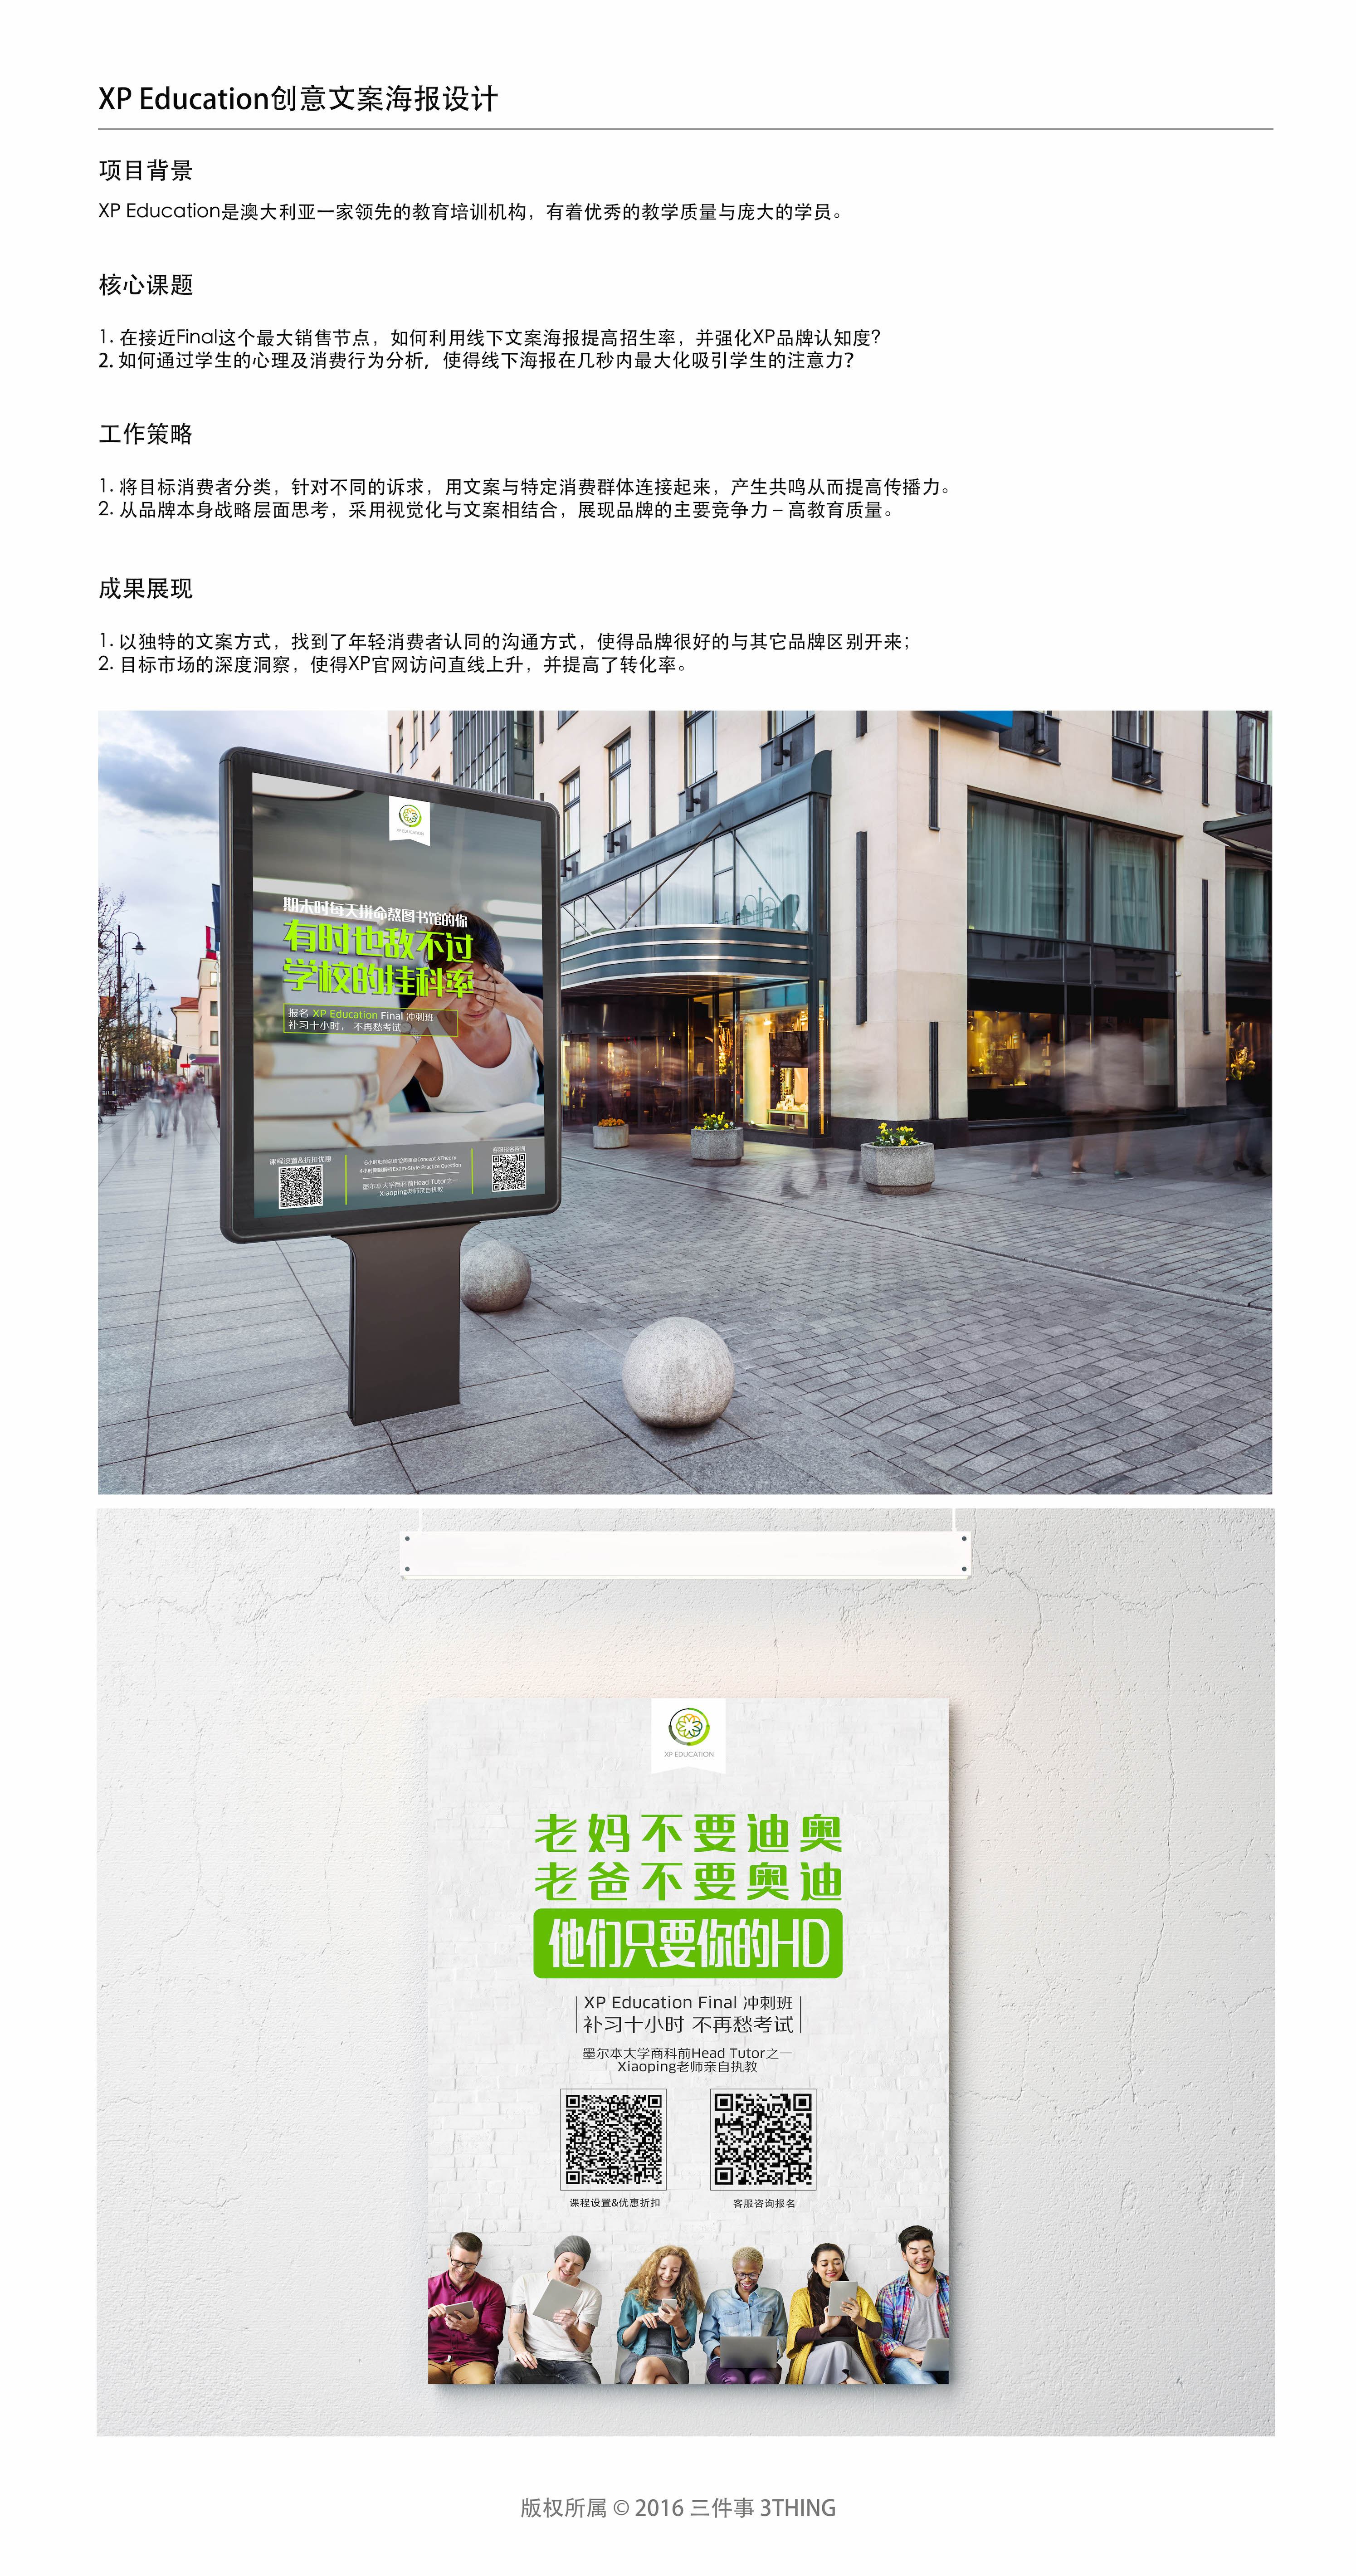 XP Education创意文案海报设计
项目背景
XP Education是澳大利亚一家领先的教育培训机构，有着优秀的教学质量与庞大的学员。
核心课题
1. 在接近Final这个最大销售节点，如何利用线下文案海报提高招生率，并强化XP品牌认知度？
2. 如何通过学生的心理及消费行为分析，使得线下海报在几秒内最大化吸引学生的注意力？
工作策略
1. 将目标消费者分类，针对不同的诉求，用文案与特定消费群体连接起来，产生共鸣从而提高传播力。
2. 从品牌本身战略层面思考，采用视觉化与文案相结合，展现品牌的主要竞争力 – 高教育质量。
成果展现
1. 以独特的文案方式，找到了年轻消费者认同的沟通方式，使得品牌很好的与其它品牌区别开来；
2. 目标市场的深度洞察，使得XP官网访问直线上升，并提高了转化率。
XP EDUCATION
期末时每天拼命熬图书馆的你
有时也敌不过
学校的挂科率
报名 XP Education Final 冲刺班
补习十小时， 不再愁考试
课程设置&折扣优惠
4小时精细解析Exam-Style Practice Question
墨尔本大学商科前Head Tutor之一
Xiaoping老师亲自执教
客服报名咨询
XP EDUCATION
老妈不要迪奥
老爸不要奥迪
他们只要你的HD
XP Education Final 冲刺班
补习十小时 不再愁考试
墨尔本大学商科前Head Tutor之一
Xiaoping老师亲自执教
课程设置&优惠折扣
客服咨询报名
版权所属 © 2016 三件事 3THING